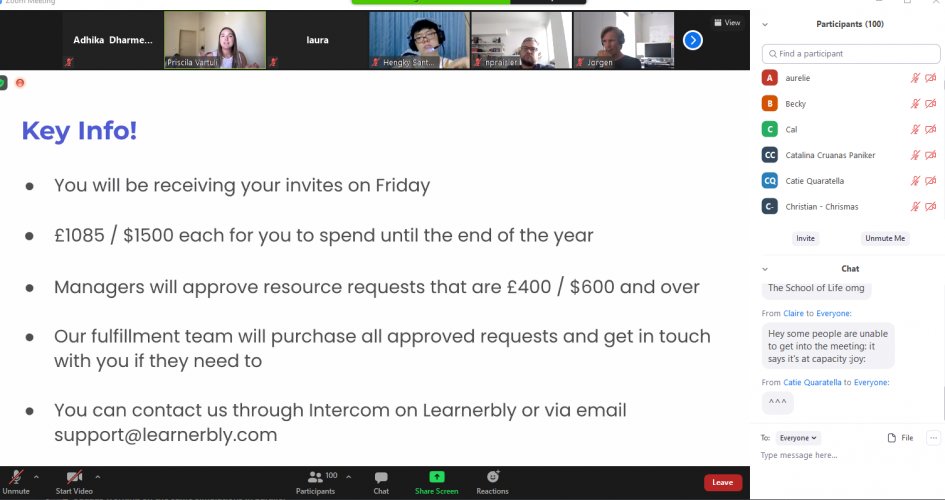 Zoom Meeting
Adhika Dharme...
Priscila Vartuli
laura
Hengky Sant...
npraisler
Jorgen
View
Key Info!
• You will be receiving your invites on Friday
• £1085 / $1500 each for you to spend until the end of the year
• Managers will approve resource requests that are £400 / $600 and over
• Our fulfillment team will purchase all approved requests and get in touch
with you if they need to
• You can contact us through Intercom on Learnerbly or via email
support@learnerbly.com
Unmute
Start Video
100
Participants
Chat
Share Screen
Reactions
Leave
Participants (100)
Find a participant
A aurelie
B Becky
C Cal
CC Catalina Cruanas Paniker
CQ Catie Quaratella
C- Christian - Chrismas
Invite
Unmute Me
Chat
The School of Life omg
From Claire to Everyone:
Hey some people are unable
to get into the meeting: it
says it's at capacity :joy:
From Catie Quaratella to Everyone:
^^^
To: Everyone
File
...
Type message here...